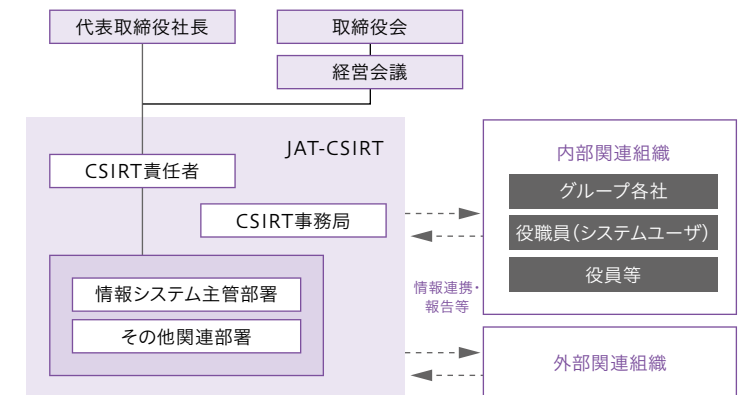 代表取締役社長
取締役会
経営会議
JAT-CSIRT
CSIRT責任者
CSIRT事務局
情報システム主管部署
その他関連部署
情報連携・
報告等
内部関連組織
グループ各社
役職員(システムユーザ)
役員等
外部関連組織